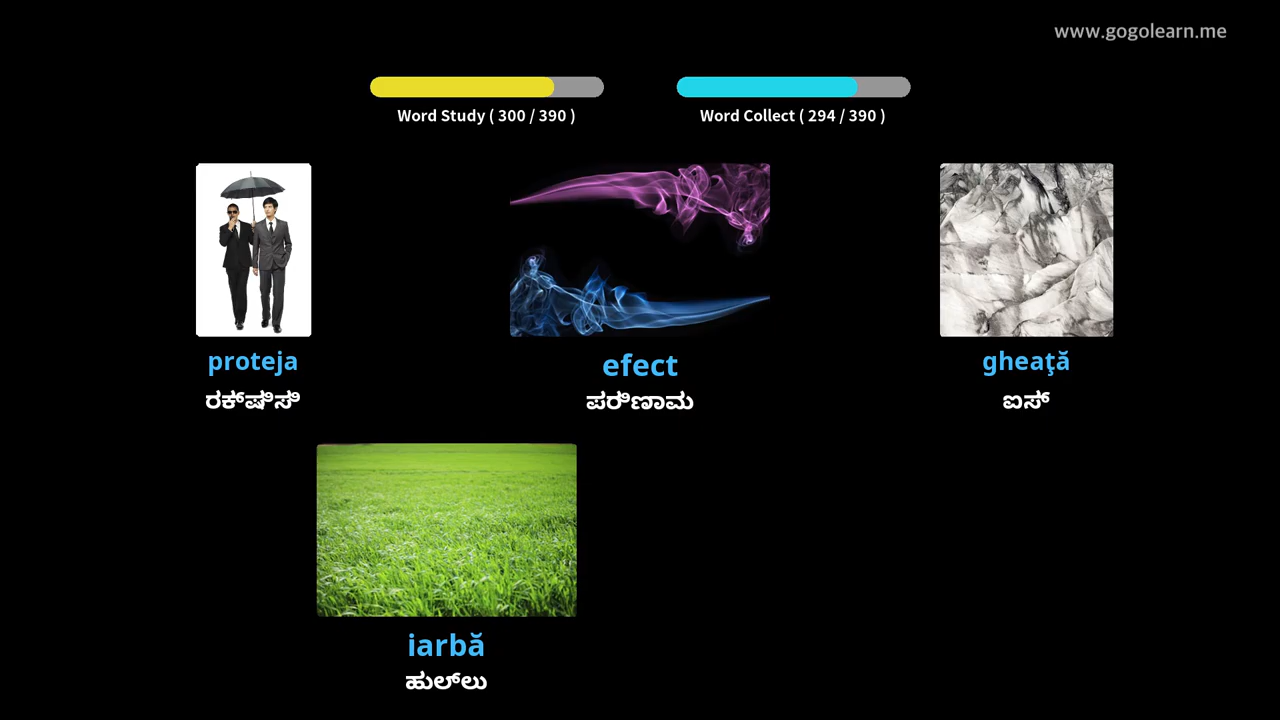 www.gogolearn.me
Word Study ( 300 / 390 )
Word Collect ( 294 / 390 )
proteja
efect
gheaţă
ರಕ್‌ಷಿಸಿ
ಪರಿಣಾಮ
ಐಸ್
iarbă
ಹುಲ್‌ಲು